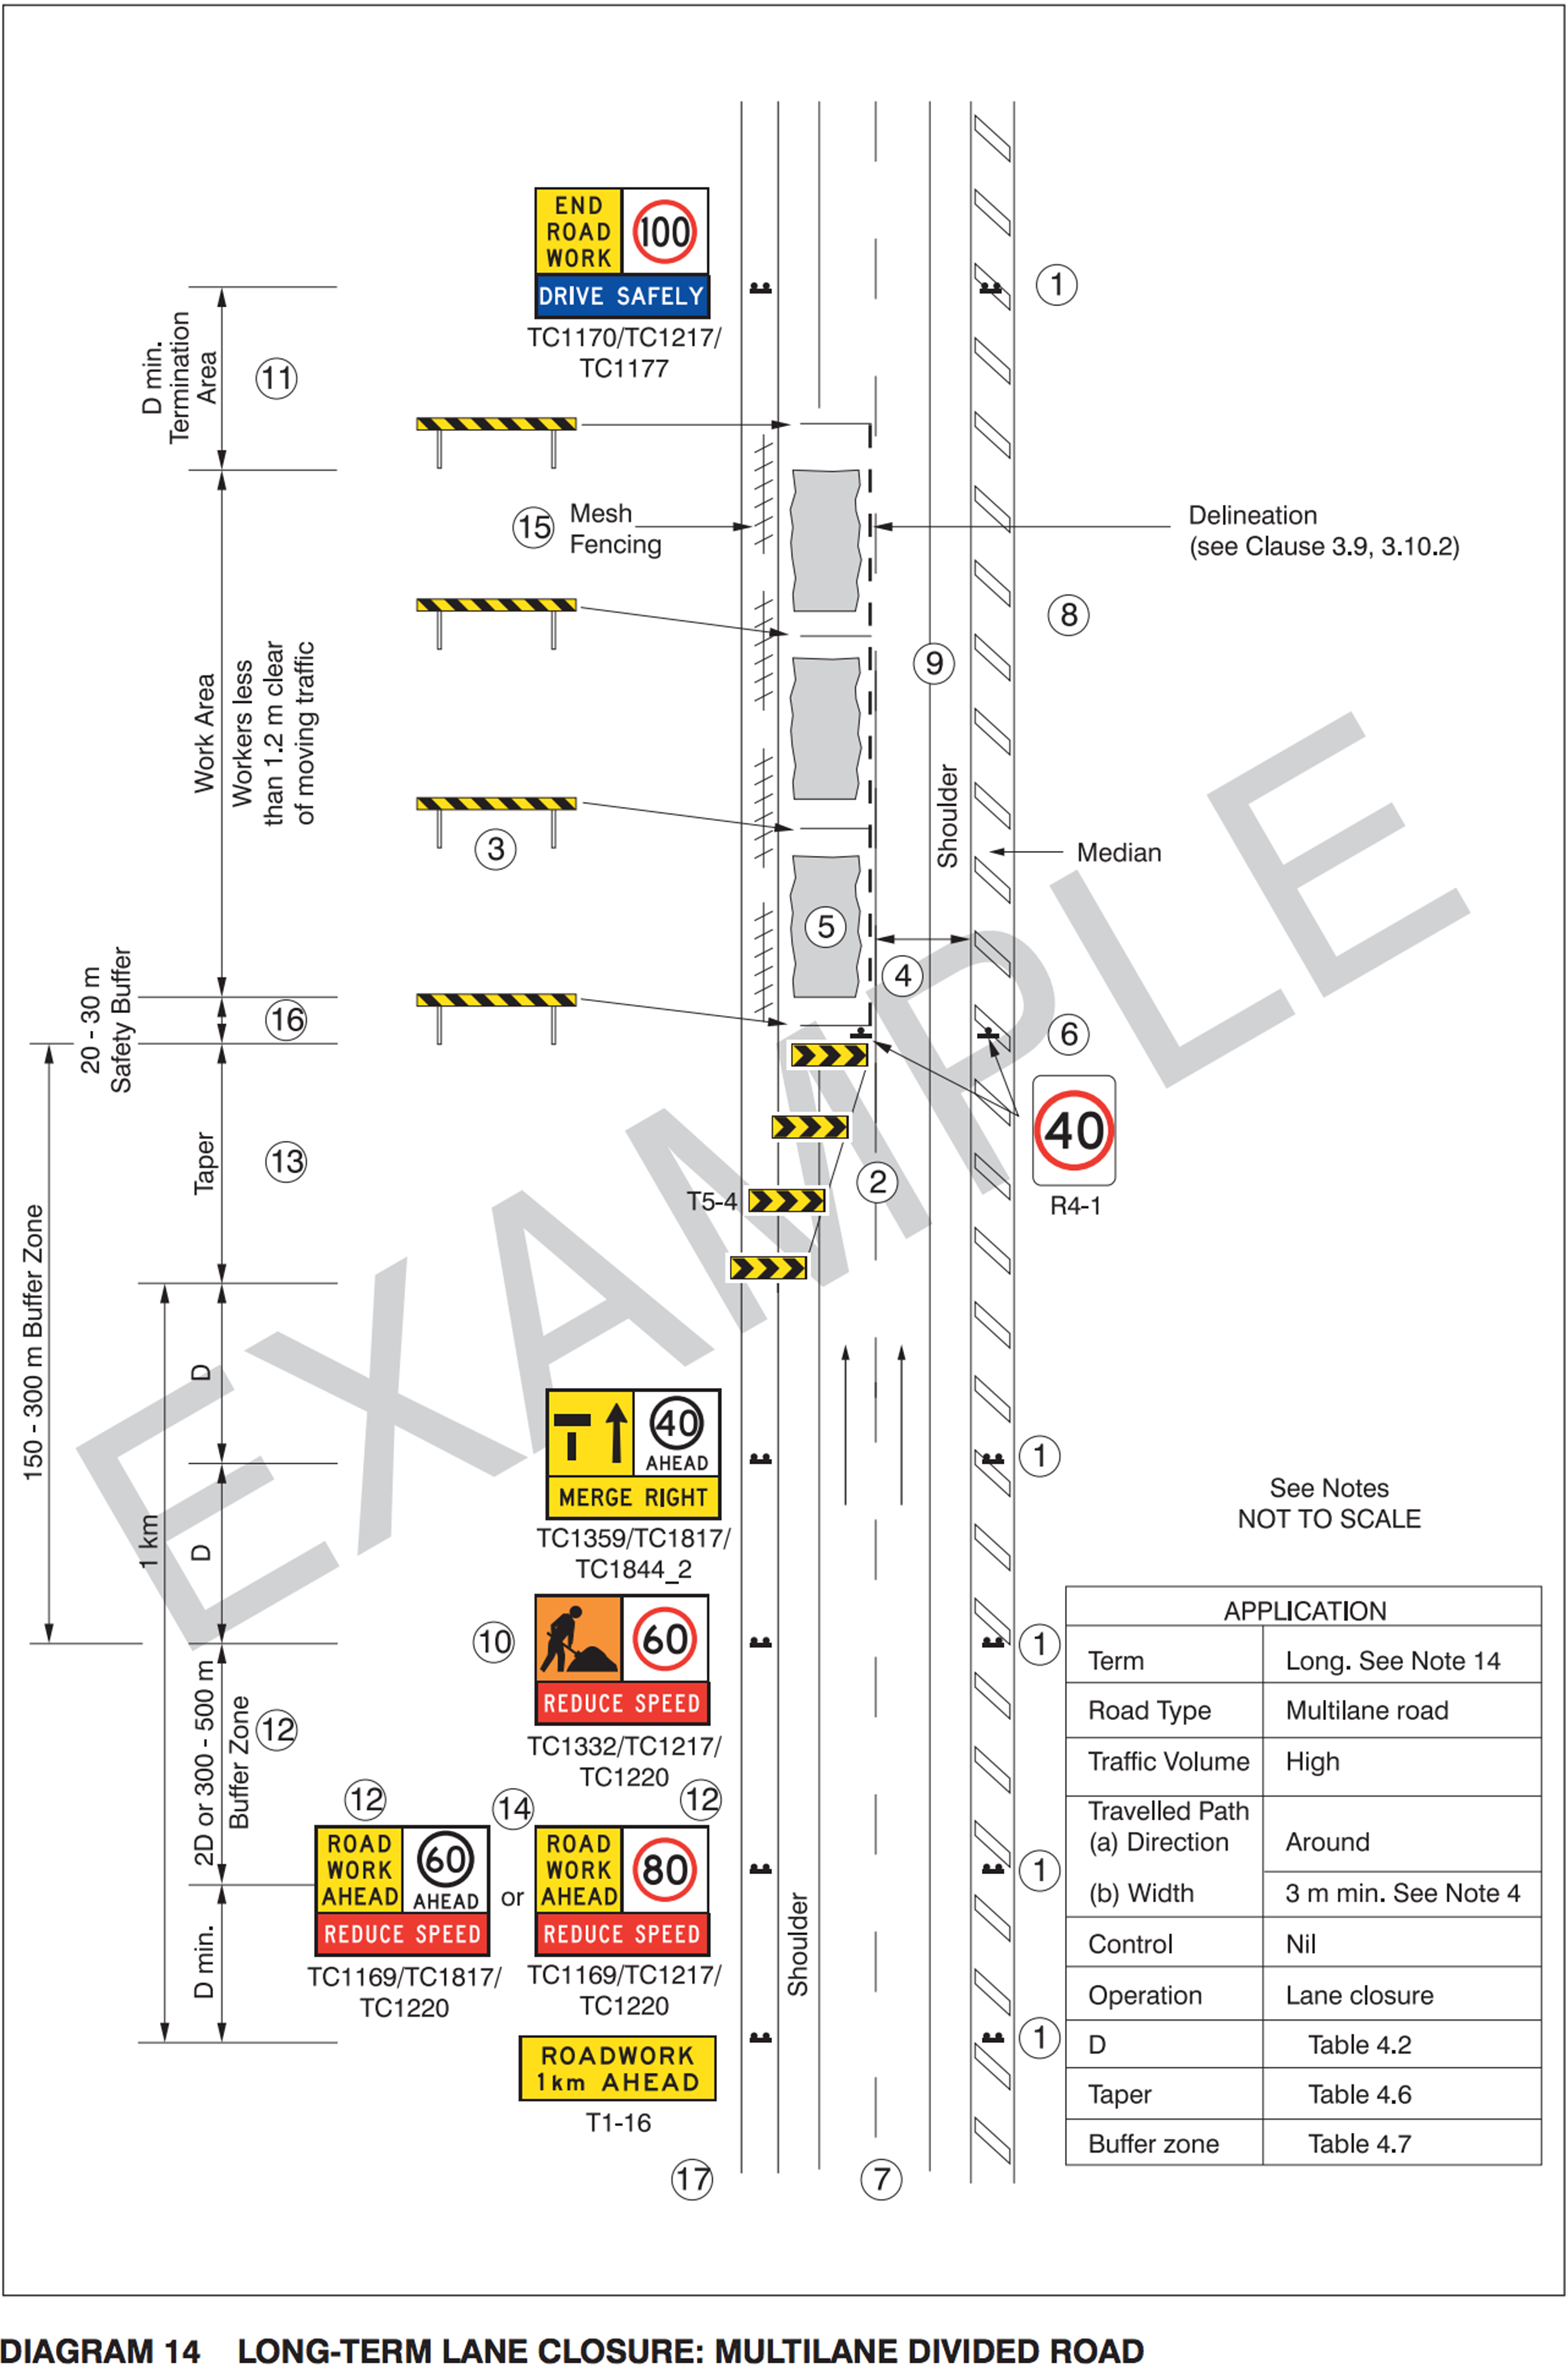 END
ROAD
WORK
100
DRIVE SAFELY
TC1170/TC1217/
TC1177
1
D min.
Termination
Area
11
15
Mesh
Fencing
Delineation
(see Clause 3.9, 3.10.2)
8
9
Work Area
Workers less
than 1.2 m clear
of moving traffic
3
Shoulder
Median
5
4
20 - 30 m
Safety Buffer
16
6
40
R4-1
Taper
13
2
T5-4
150 - 300 m Buffer Zone
1 km
D
D
40
AHEAD
MERGE RIGHT
TC1359/TC1817/
TC1844_2
1
See Notes
NOT TO SCALE
10
60
REDUCE SPEED
TC1332/TC1217/
TC1220
1
2D or 300 - 500 m
Buffer Zone
12
12
14
12
ROAD
WORK
AHEAD
60
AHEAD
REDUCE SPEED
TC1169/TC1817/
TC1220
or
ROAD
WORK
AHEAD
80
REDUCE SPEED
TC1169/TC1217/
TC1220
1
D min.
Shoulder
ROADWORK
1km AHEAD
T1-16
1
17
7
APPLICATION
Term Long. See Note 14
Road Type Multilane road
Traffic Volume High
Travelled Path
(a) Direction Around
(b) Width 3 m min. See Note 4
Control Nil
Operation Lane closure
D Table 4.2
Taper Table 4.6
Buffer zone Table 4.7
EXAMPLE
DIAGRAM 14 LONG-TERM LANE CLOSURE: MULTILANE DIVIDED ROAD